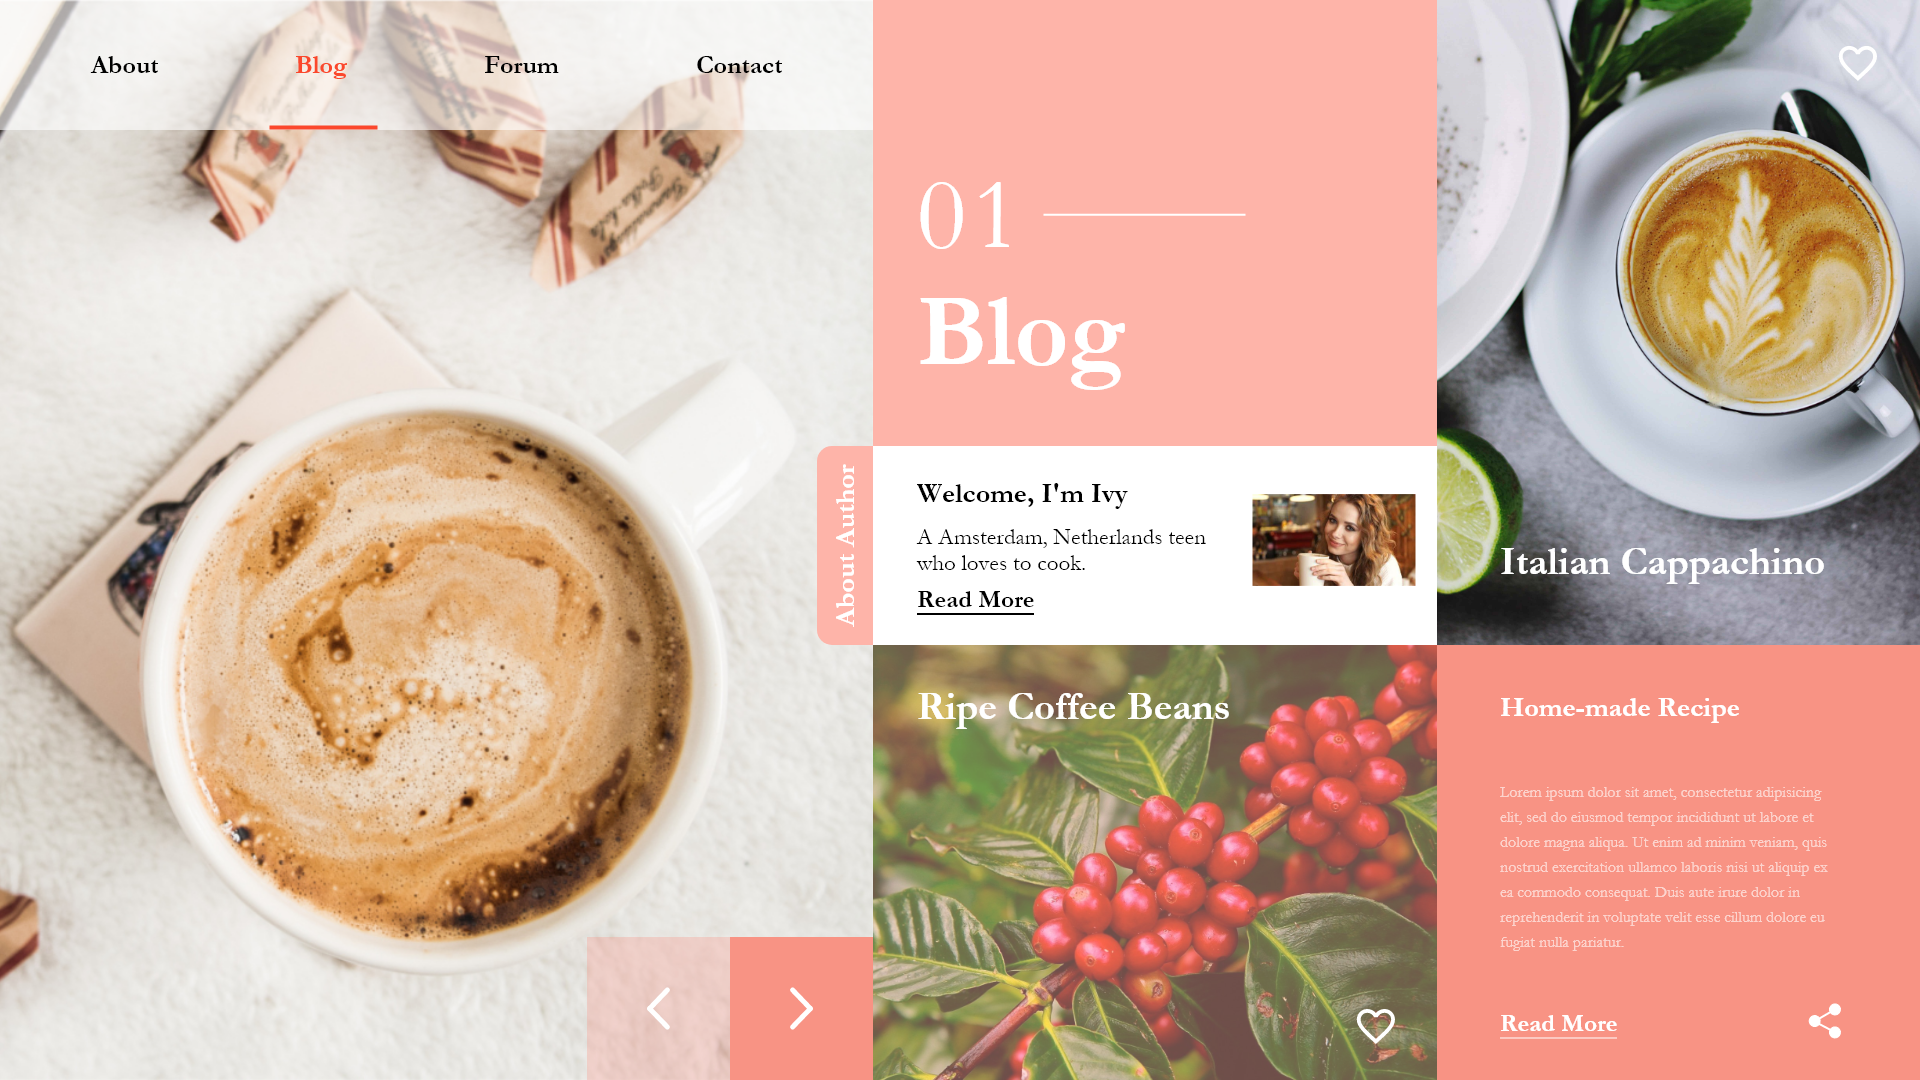 About
Blog
Forum
Contact
01
Blog
About Author
Welcome, I'm Ivy
A Amsterdam, Netherlands teen
who loves to cook.
Read More
Italian Cappachino
Ripe Coffee Beans
Home-made Recipe
Lorem ipsum dolor sit amet, consectetur adipisicing
elit, sed do eiusmod tempor incididunt ut labore et
dolore magna aliqua. Ut enim ad minim veniam, quis
nostrud exercitation ullamco laboris nisi ut aliquip ex
ea commodo consequat. Duis aute irure dolor in
reprehenderit in voluptate velit esse cillum dolore eu
fugiat nulla pariatur.
Read More